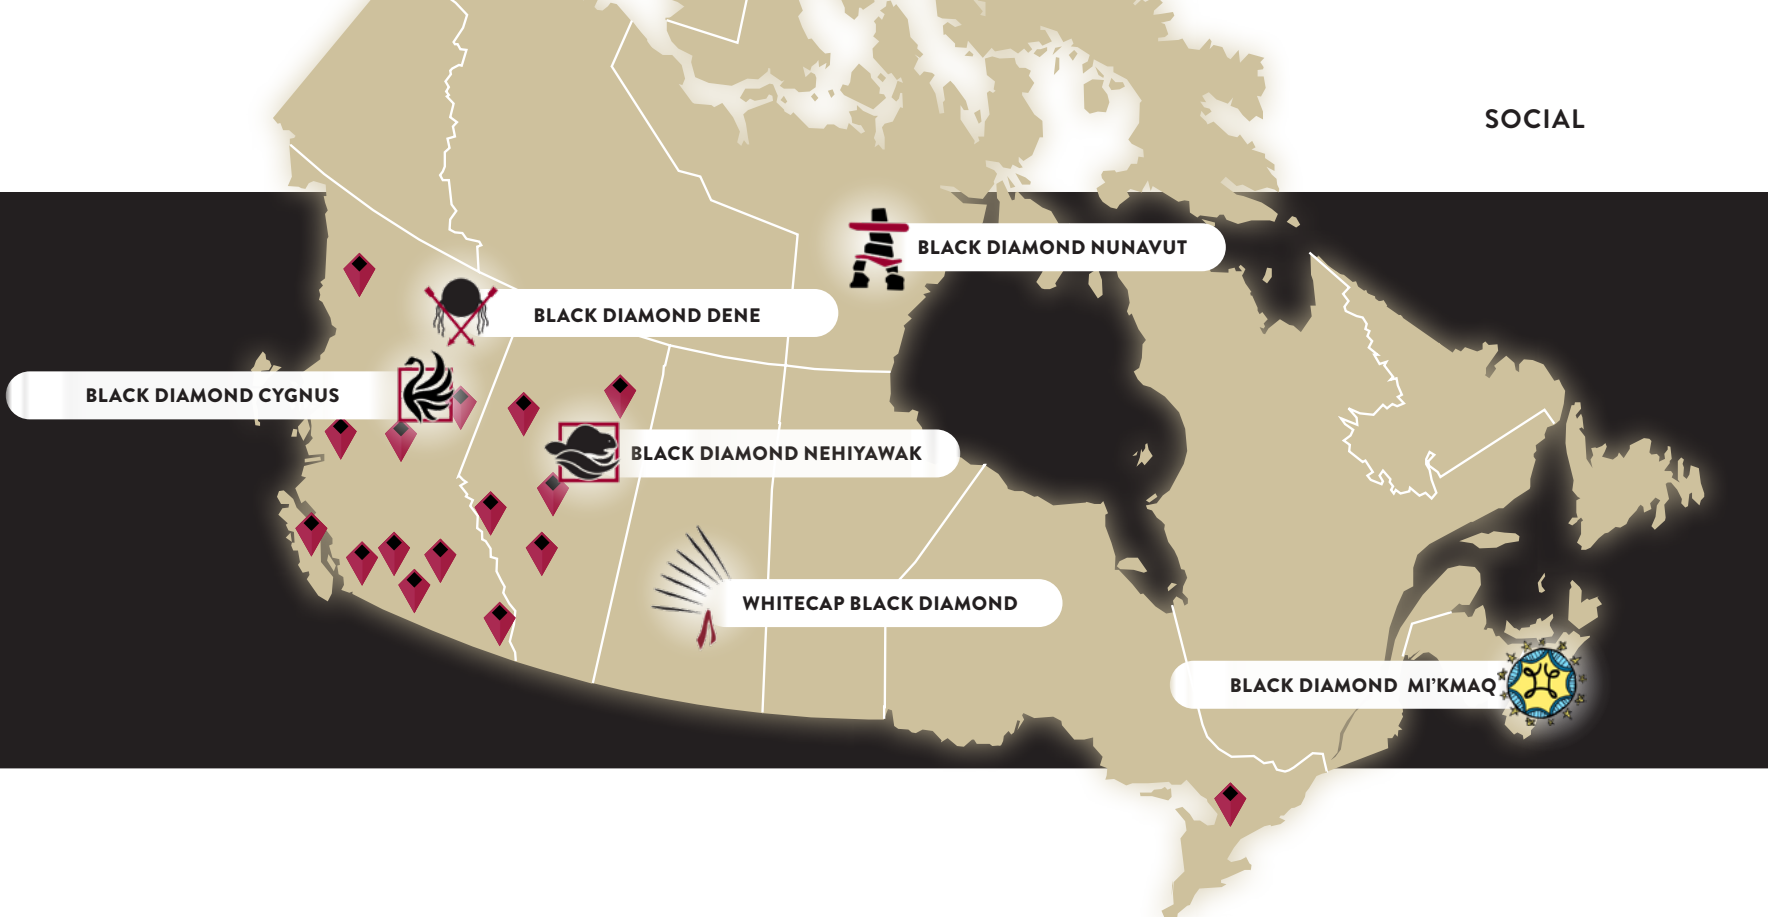 SOCIAL
BLACK DIAMOND NUNAVUT
BLACK DIAMOND DENE
BLACK DIAMOND CYGNUS
BLACK DIAMOND NEHIYAWAK
WHITECAP BLACK DIAMOND
BLACK DIAMOND MI’KMAQ